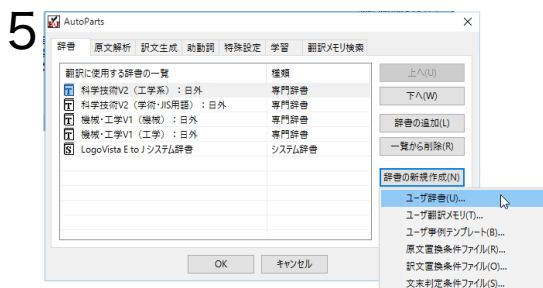 5
AutoParts
辞書 原文解析 訳文生成 助動詞 特殊設定 学習 翻訳メモリ検索
翻訳に使用する辞書の一覧 種類
科学技術V2（工学系）：日外 専門辞書
科学技術V2（学術･JIS用語）：日外 専門辞書
機械･工学V1（機械）：日外 専門辞書
機械･工学V1（工学）：日外 専門辞書
LogoVista E to J システム辞書 システム辞書
上へ(U)
下へ(W)
辞書の追加(L)
一覧から削除(R)
辞書の新規作成(N)
ユーザ辞書(U)...
ユーザ翻訳メモリ(T)...
ユーザ事例テンプレート(B)...
原文置換条件ファイル(R)...
訳文置換条件ファイル(O)...
文末判定条件ファイル(S)...
OK キャンセル